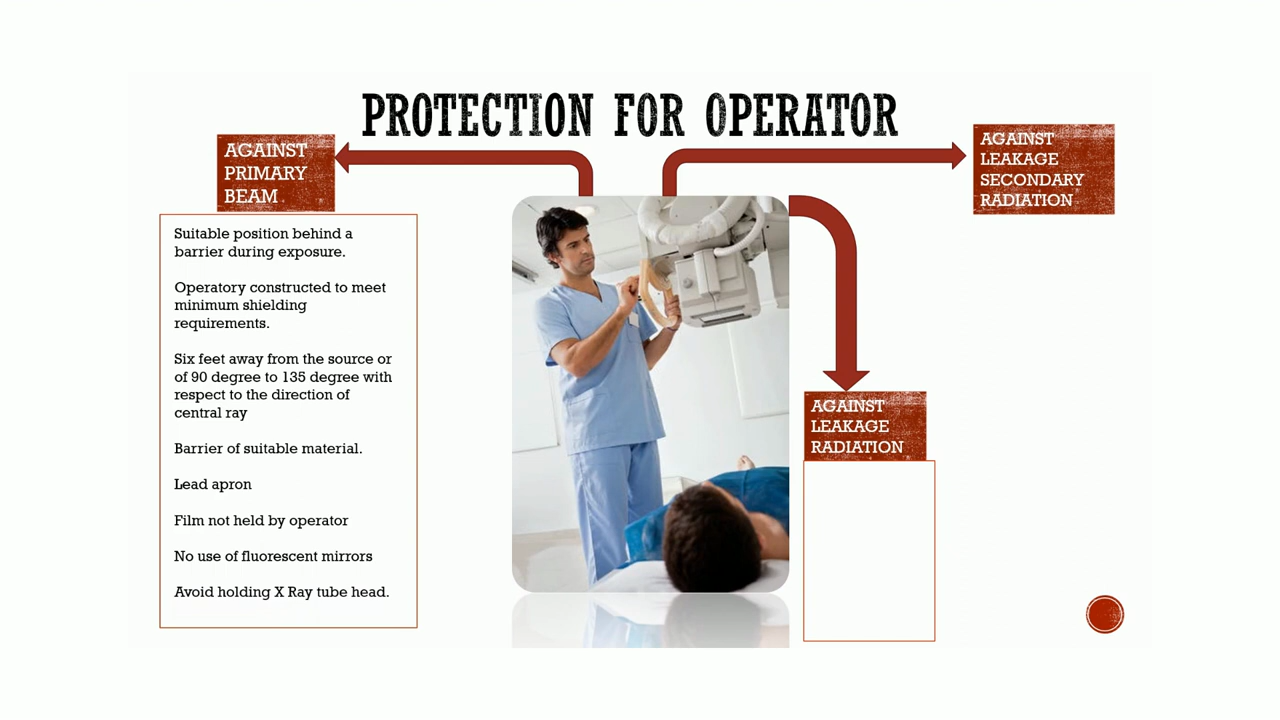 PROTECTION FOR OPERATOR
AGAINST
PRIMARY
BEAM
Suitable position behind a
barrier during exposure.
Operatory constructed to meet
minimum shielding
requirements.
Six feet away from the source or
of 90 degree to 135 degree with
respect to the direction of
central ray
Barrier of suitable material.
Lead apron
Film not held by operator
No use of fluorescent mirrors
Avoid holding X Ray tube head.
AGAINST
LEAKAGE
SECONDARY
RADIATION
AGAINST
LEAKAGE
RADIATION